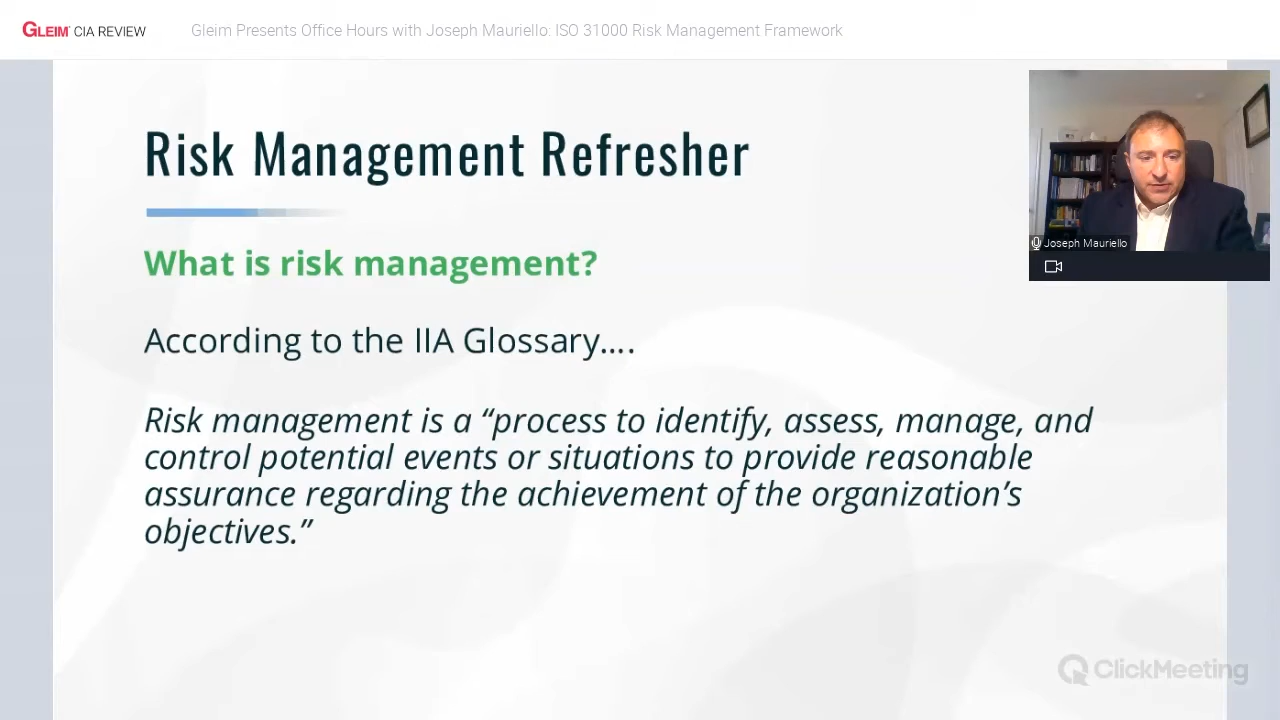 GLEIM CIA REVIEW
Gleim Presents Office Hours with Joseph Mauriello: ISO 31000 Risk Management Framework
Risk Management Refresher
What is risk management?
According to the IIA Glossary....
Risk management is a “process to identify, assess, manage, and
control potential events or situations to provide reasonable
assurance regarding the achievement of the organization’s
objectives.”
Joseph Mauriello
ClickMeeting